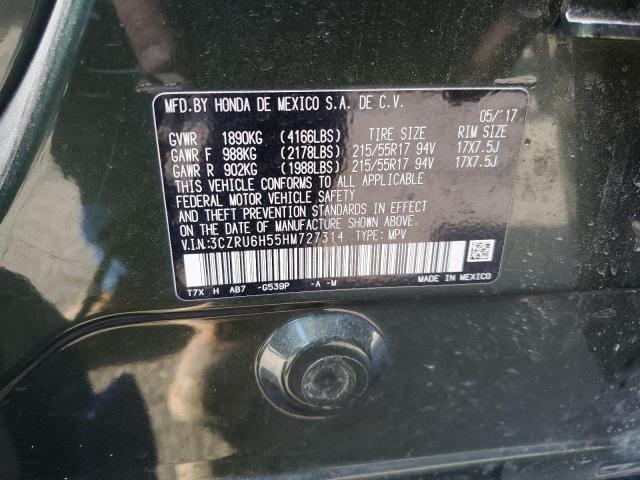 MFD.BY HONDA DE MEXICO S.A. DE C.V.
05/'17
GVWR 1890KG (4166LBS) TIRE SIZE RIM SIZE
GAWR F 988KG (2178LBS) 215/55R17 94V 17X7.5J
GAWR R 902KG (1988LBS) 215/55R17 94V 17X7.5J
THIS VEHICLE CONFORMS TO ALL APPLICABLE
FEDERAL MOTOR VEHICLE SAFETY
AND THEFT PREVENTION STANDARDS IN EFFECT
ON THE DATE OF MANUFACTURE SHOWN
ABOVE.
V.I.N:3CZRU6H55HM727314 TYPE: MPV
T7X H AB7 -G539P -A -M MADE IN MEXICO